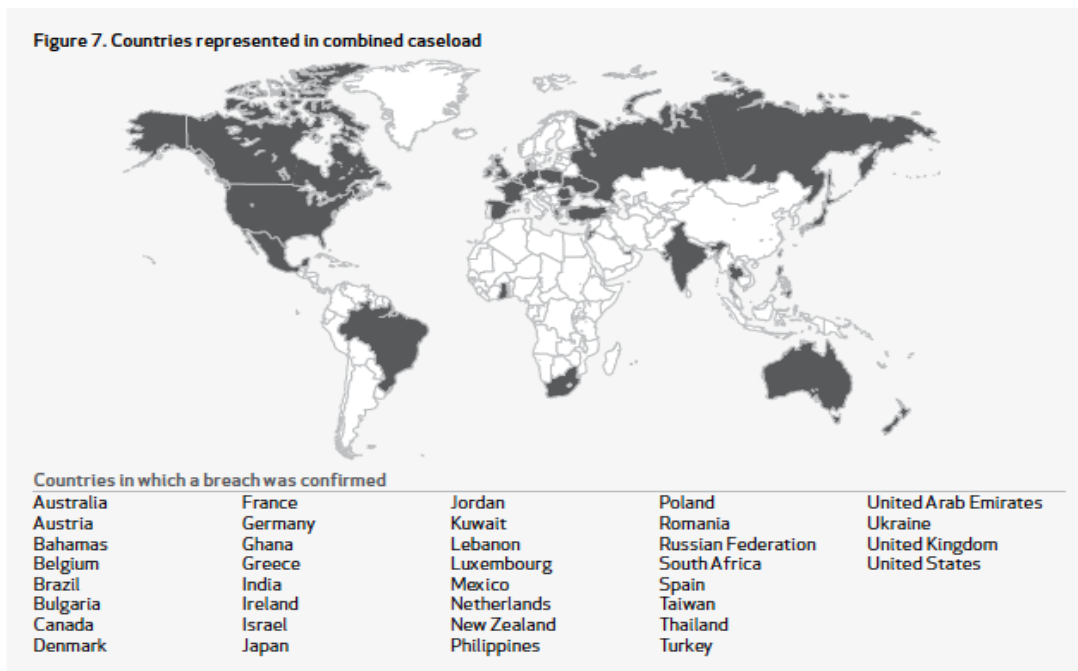 Figure 7. Countries represented in combined caseload
Countries in which a breach was confirmed
Australia
Austria
Bahamas
Belgium
Brazil
Bulgaria
Canada
Denmark
France
Germany
Ghana
Greece
India
Ireland
Israel
Japan
Jordan
Kuwait
Lebanon
Luxembourg
Mexico
Netherlands
New Zealand
Philippines
Poland
Romania
Russian Federation
South Africa
Spain
Taiwan
Thailand
Turkey
United Arab Emirates
Ukraine
United Kingdom
United States